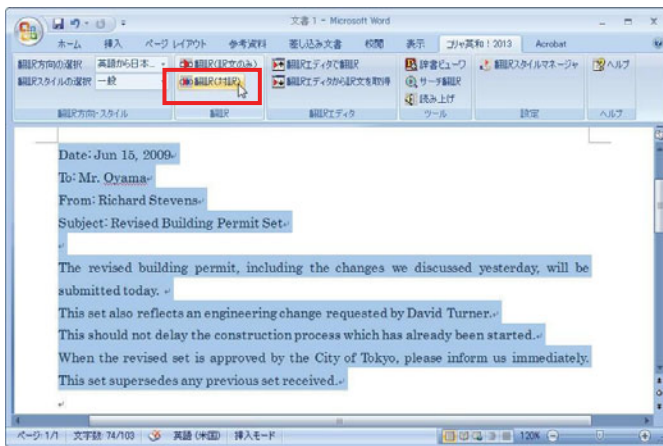 文書 1 - Microsoft Word
ホーム 挿入 ページ レイアウト 参考資料 差し込み文書 校閲 表示 コリャ英和！2013 Acrobat
翻訳方向の選択 英語から日本... 翻訳(訳文のみ) 翻訳エディタで翻訳 辞書ビューワ 翻訳スタイルマネージャ ヘルプ
翻訳スタイルの選択 一般 翻訳(対訳) 翻訳エディタから訳文を取得 サーチ翻訳
読み上げ
翻訳方向・スタイル 翻訳 翻訳エディタ ツール 設定 ヘルプ
Date: Jun 15, 2009
To: Mr. Oyama
From: Richard Stevens
Subject: Revised Building Permit Set
The revised building permit, including the changes we discussed yesterday, will be
submitted today.
This set also reflects an engineering change requested by David Turner.
This should not delay the construction process which has already been started.
When the revised set is approved by the City of Tokyo, please inform us immediately.
This set supersedes any previous set received.
ページ: 1/1 文字数: 74/103 英語 (米国) 挿入モード 120%